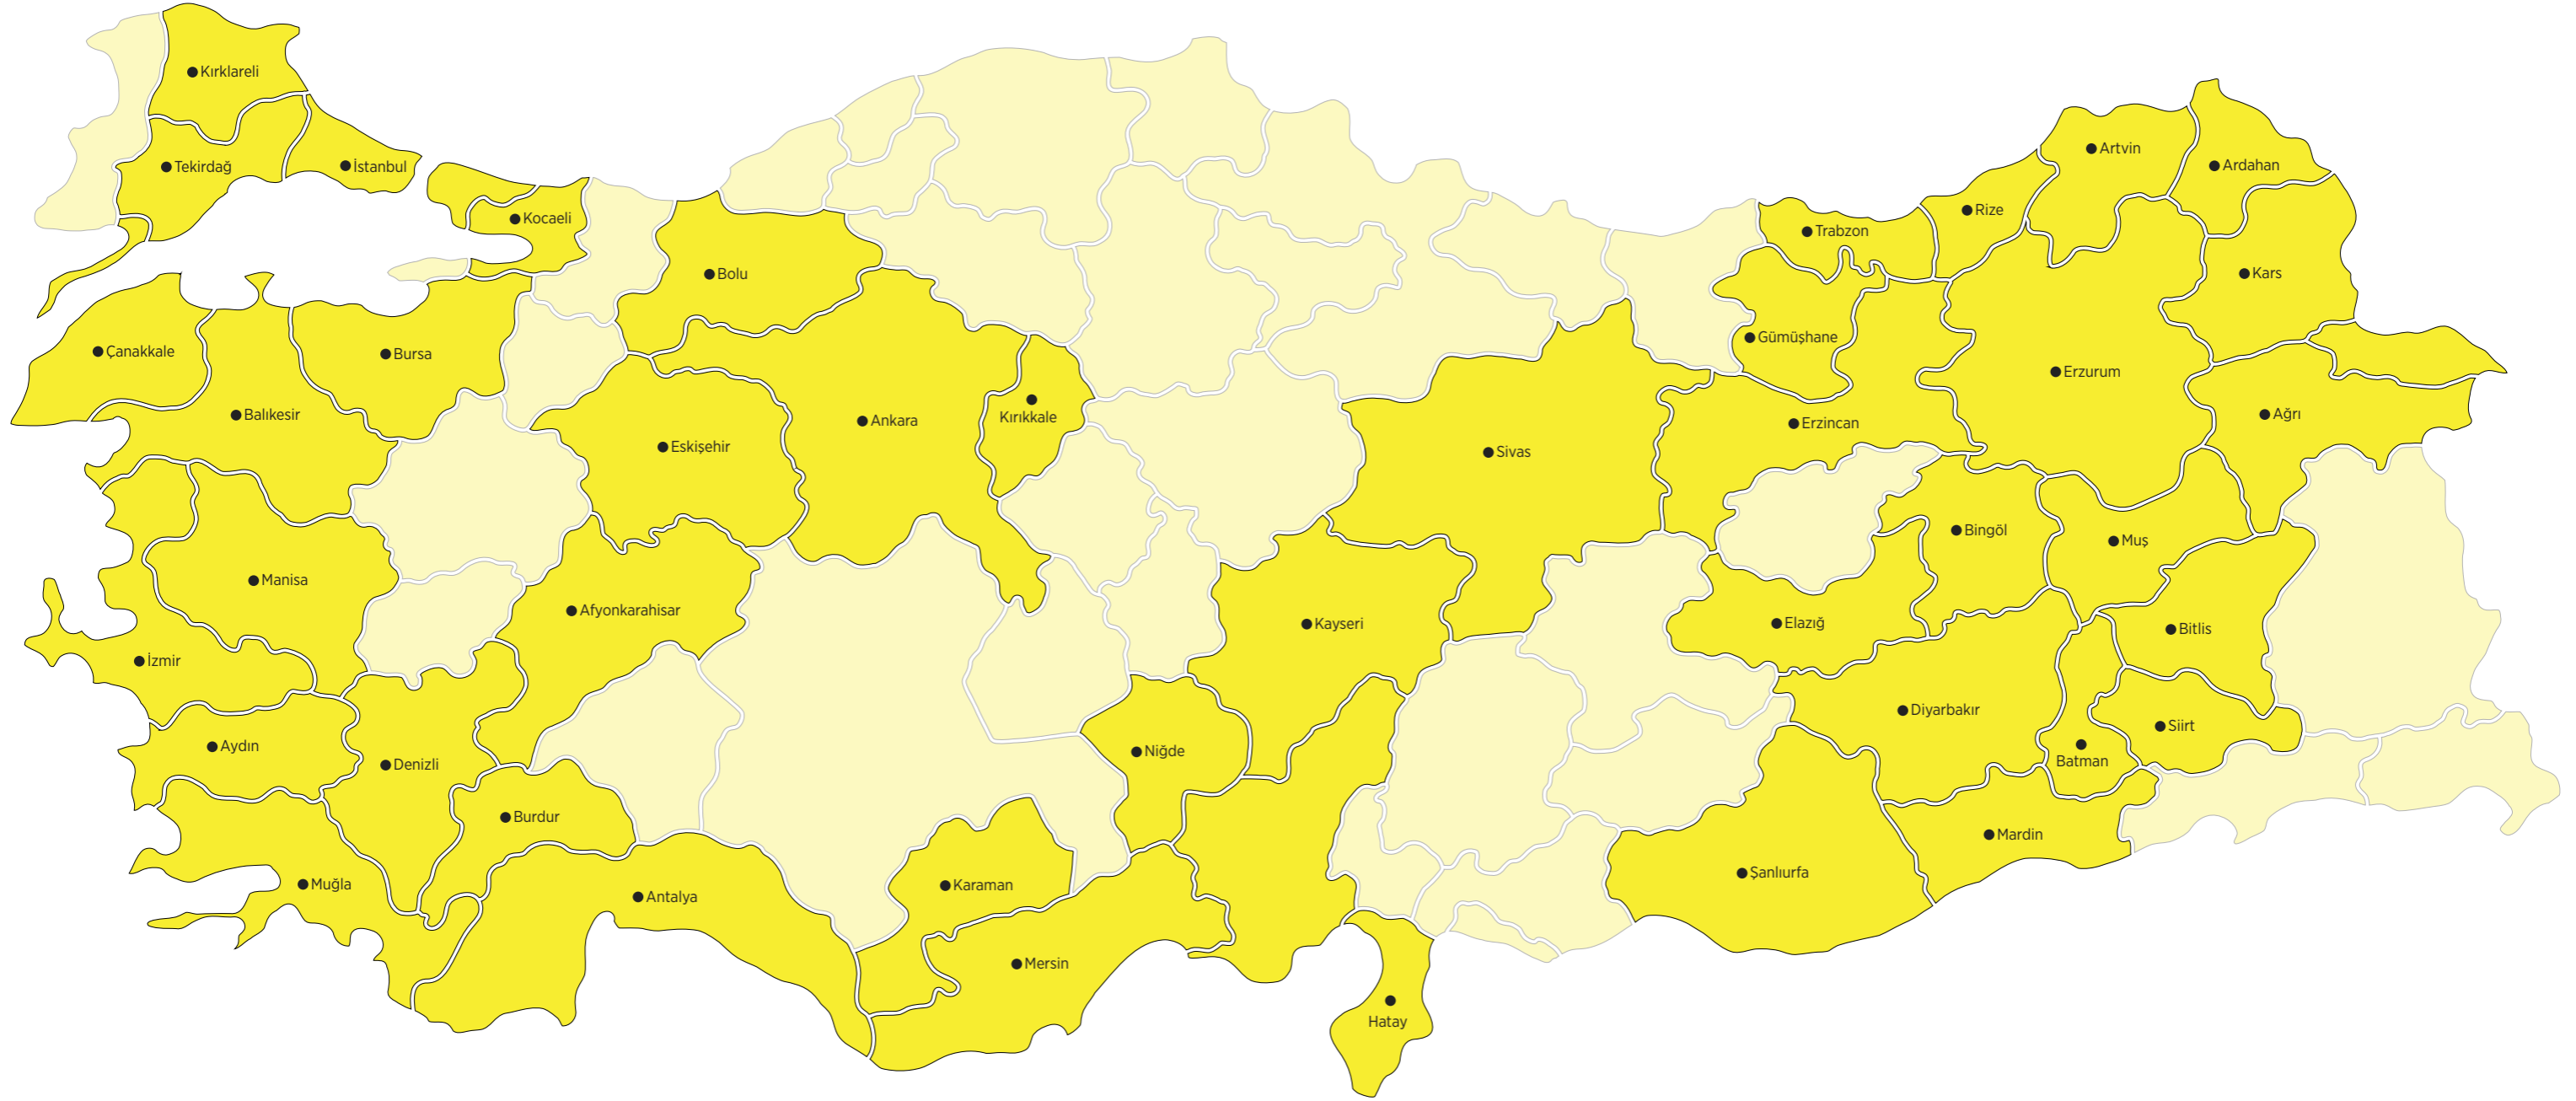 Kırklareli
Tekirdağ
İstanbul
Kocaeli
Bolu
Çanakkale
Bursa
Balıkesir
Eskişehir
Ankara
Kırıkkale
Sivas
Trabzon
Rize
Artvin
Ardahan
Kars
Gümüşhane
Erzurum
Erzincan
Ağrı
Bingöl
Muş
Manisa
Afyonkarahisar
Kayseri
Elazığ
Bitlis
İzmir
Aydın
Denizli
Niğde
Diyarbakır
Siirt
Batman
Burdur
Mardin
Muğla
Antalya
Karaman
Şanlıurfa
Mersin
Hatay